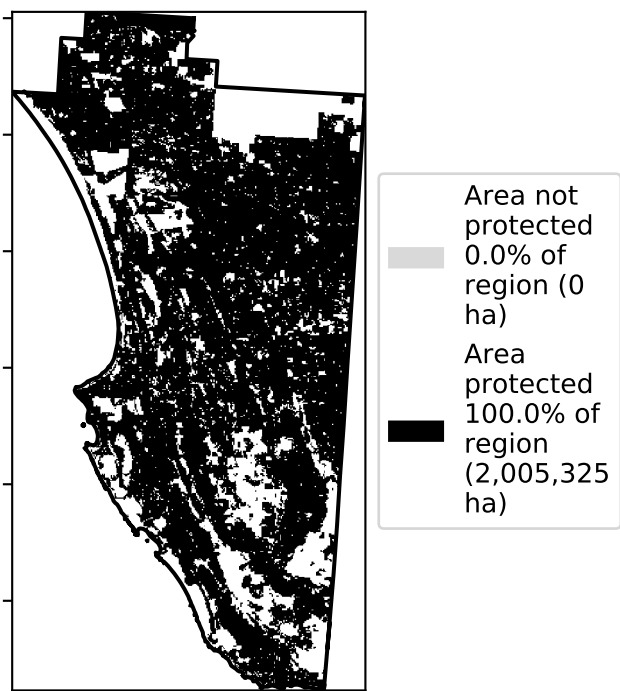 Area not
protected
0.0% of
region (0
ha)
Area
protected
100.0% of
region
(2,005,325
ha)